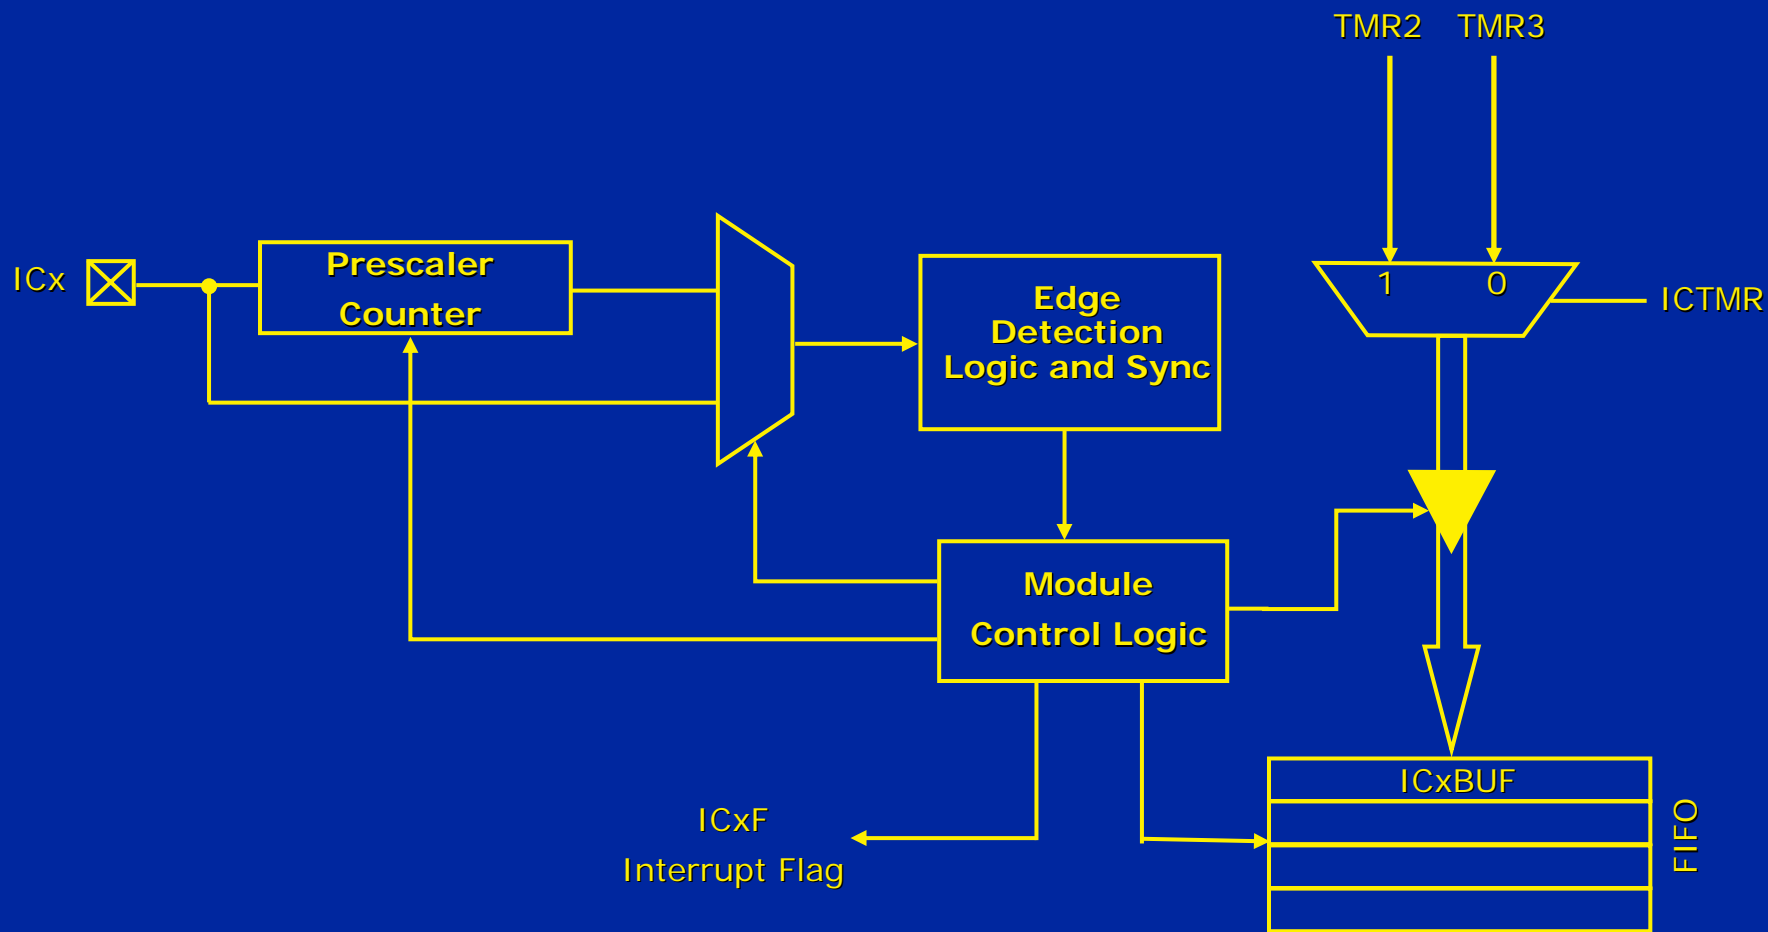 TMR2 TMR3
ICx
Prescaler
Counter
Edge
Detection
Logic and Sync
1 0
ICTMR
Module
Control Logic
ICxF
Interrupt Flag
ICxBUF
FIFO